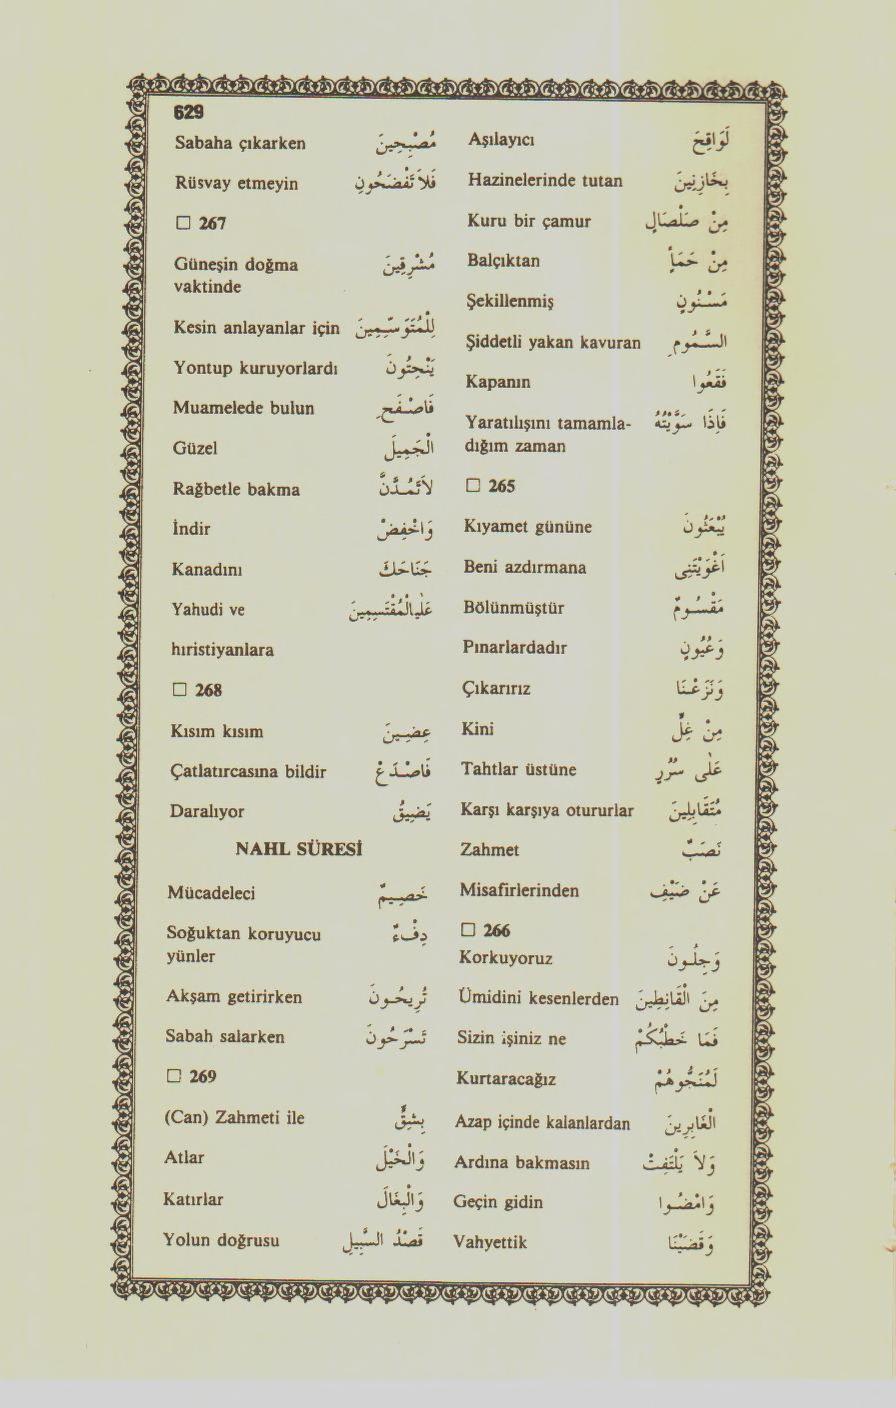 629
Aşılayıcı لَوَاقِحَ
Hazinelerinde tutan بِخَازِنِينَ
Kuru bir çamur مِنْ صَلْصَالٍ
Balçıktan مِنْ حَمَأٍ
Şekillenmiş مَسْنُونٍ
Şiddetli yakan kavuran السَّمُومِ
Kapanın فَقَعُوا
Yaratılışını tamamla- فَاِذَا سَوَّيْتُهُ
dığım zaman
□ 265
Kıyamet gününe يُبْعَثُونَ
Beni azdırmana اَغْوَيْتَنِى
Bölünmüştür مَقْسُومٌ
Pınarlardadır وَعُيُونٍ
Çıkarırız وَنَزَعْنَا
Kini مِنْ غِلٍّ
Tahtlar üstüne عَلٰى سُرُرٍ
Karşı karşıya otururlar مُتَقَابِلِينَ
Zahmet نَصَبٌ
Misafirlerinden عَنْ ضَيْفِ
□ 266
Korkuyoruz وَجِلُونَ
Ümidini kesenlerden مِنَ الْقَانِطِينَ
Sizin işiniz ne فَمَا خَطْبُكُمْ
Kurtaracağız لَمُنَجُّوهُمْ
Azap içinde kalanlardan الْغَابِرِينَ
Ardına bakmasın وَلاَ يَلْتَفِتْ
Geçin gidin وَامْضُوا
Vahyettik وَقَضَيْنَا
Sabaha çıkarken مُصْبِحِينَ
Rüsvay etmeyin فَلاَ تَفْضَحُونِ
□ 267
Güneşin doğma مُشْرِقِينَ
vaktinde
Kesin anlayanlar için لِلْمُتَوَسِّمِينَ
Yontup kuruyorlardı يَنْحِتُونَ
Muamelede bulun فَاصْفَحِ
Güzel الْجَمِيلَ
Rağbetle bakma لاَتَمُدَّنَّ
İndir وَاخْفِضْ
Kanadını جَنَاحَكَ
Yahudi ve عَلَىالْمُقْتَسِمِينَ
hıristiyanlara
□ 268
Kısım kısım عِضِينَ
Çatlatırcasına bildir فَاصْدَعْ
Daralıyor يَضِيقُ
NAHL SÜRESİ
Mücadeleci خَصِيمٌ
Soğuktan koruyucu دِفْءٌ
yünler
Akşam getirirken تُرِيحُونَ
Sabah salarken تَسْرَحُونَ
□ 269
(Can) Zahmeti ile بِشِقِّ
Atlar وَالْخَيْلَ
Katırlar وَالْبِغَالَ
Yolun doğrusu قَصْدُ السَّبِيلِ